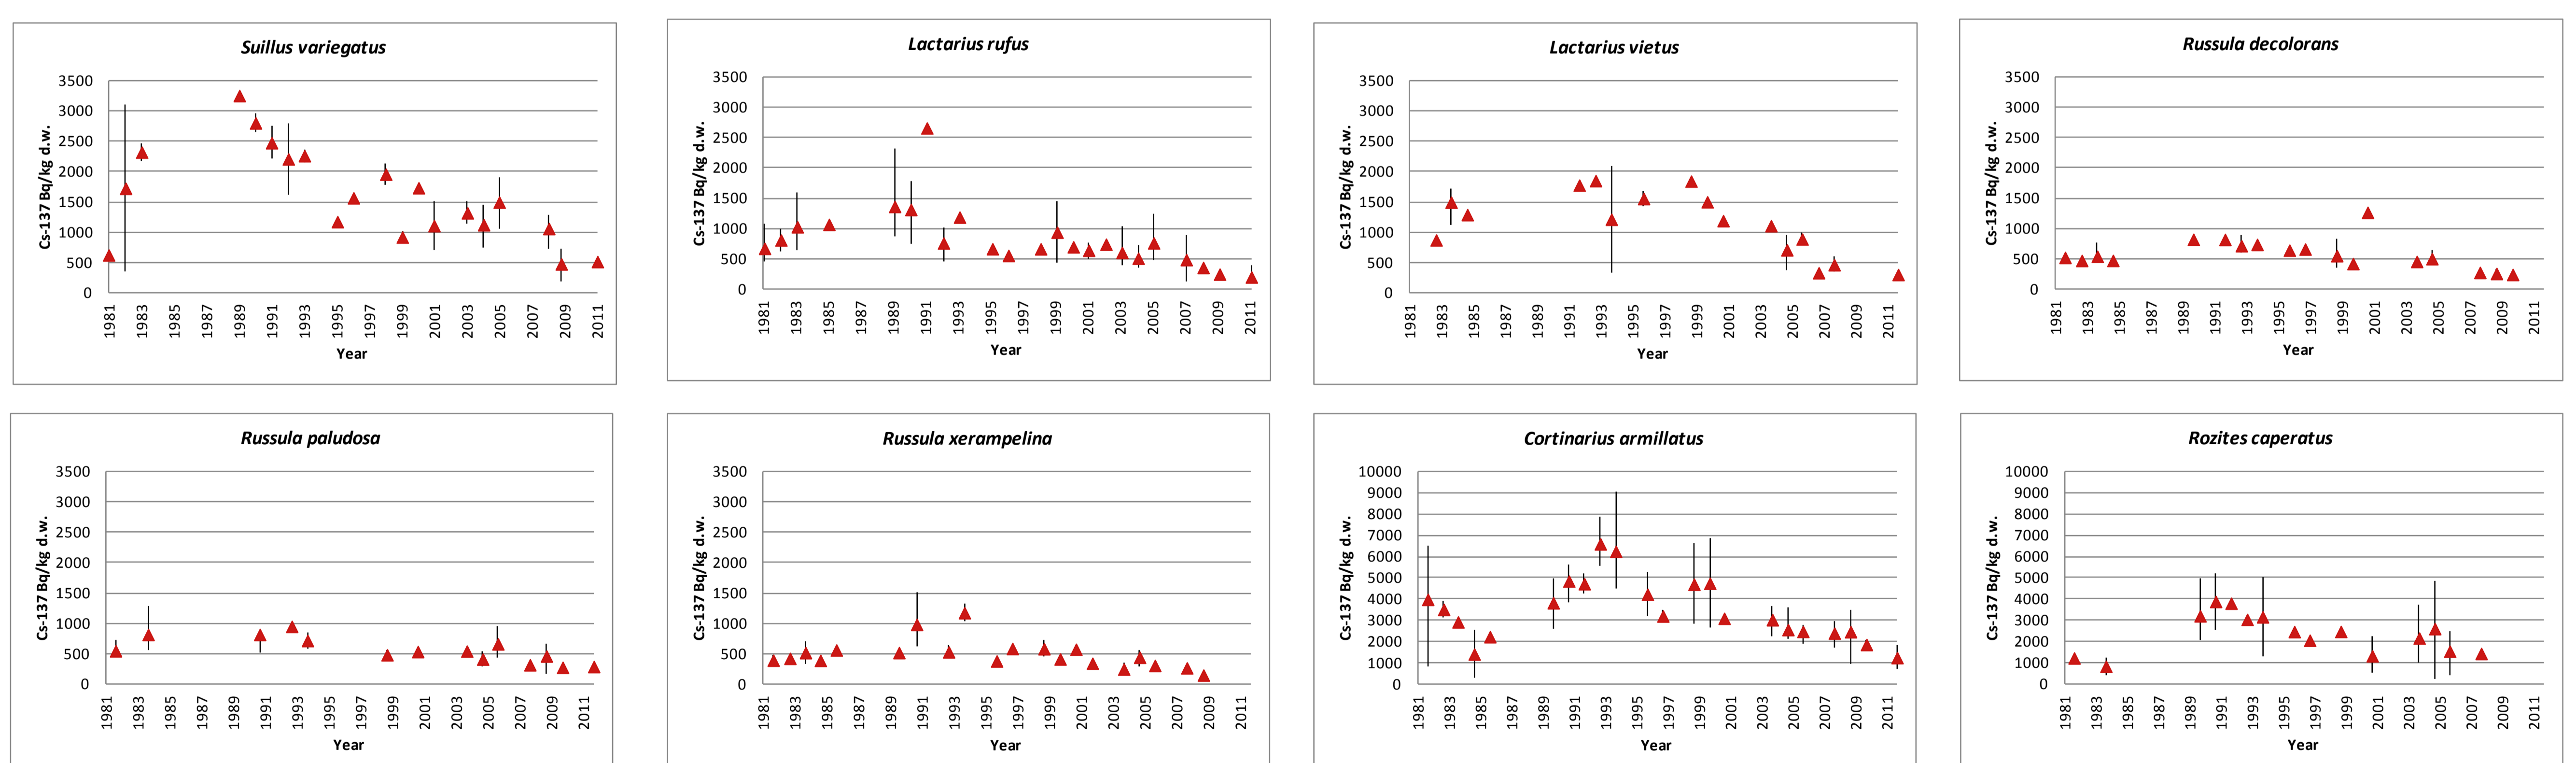 Suillus variegatus
Cs-137 Bq/kg d.w.
3500
3000
2500
2000
1500
1000
500
0
1981 1983 1985 1987 1989 1991 1993 1995 1997 1999 2001 2003 2005 2007 2009 2011
Year
Lactarius rufus
Cs-137 Bq/kg d.w.
3500
3000
2500
2000
1500
1000
500
0
1981 1983 1985 1987 1989 1991 1993 1995 1997 1999 2001 2003 2005 2007 2009 2011
Year
Lactarius vietus
Cs-137 Bq/kg d.w.
3500
3000
2500
2000
1500
1000
500
0
1981 1983 1985 1987 1989 1991 1993 1995 1997 1999 2001 2003 2005 2007 2009 2011
Year
Russula decolorans
Cs-137 Bq/kg d.w.
3500
3000
2500
2000
1500
1000
500
0
1981 1983 1985 1987 1989 1991 1993 1995 1997 1999 2001 2003 2005 2007 2009 2011
Year
Russula paludosa
Cs-137 Bq/kg d.w.
3500
3000
2500
2000
1500
1000
500
0
1981 1983 1985 1987 1989 1991 1993 1995 1997 1999 2001 2003 2005 2007 2009 2011
Year
Russula xerampelina
Cs-137 Bq/kg d.w.
3500
3000
2500
2000
1500
1000
500
0
1981 1983 1985 1987 1989 1991 1993 1995 1997 1999 2001 2003 2005 2007 2009 2011
Year
Cortinarius armillatus
Cs-137 Bq/kg d.w.
10000
9000
8000
7000
6000
5000
4000
3000
2000
1000
0
1981 1983 1985 1987 1989 1991 1993 1995 1997 1999 2001 2003 2005 2007 2009 2011
Year
Rozites caperatus
Cs-137 Bq/kg d.w.
10000
9000
8000
7000
6000
5000
4000
3000
2000
1000
0
1981 1983 1985 1987 1989 1991 1993 1995 1997 1999 2001 2003 2005 2007 2009 2011
Year